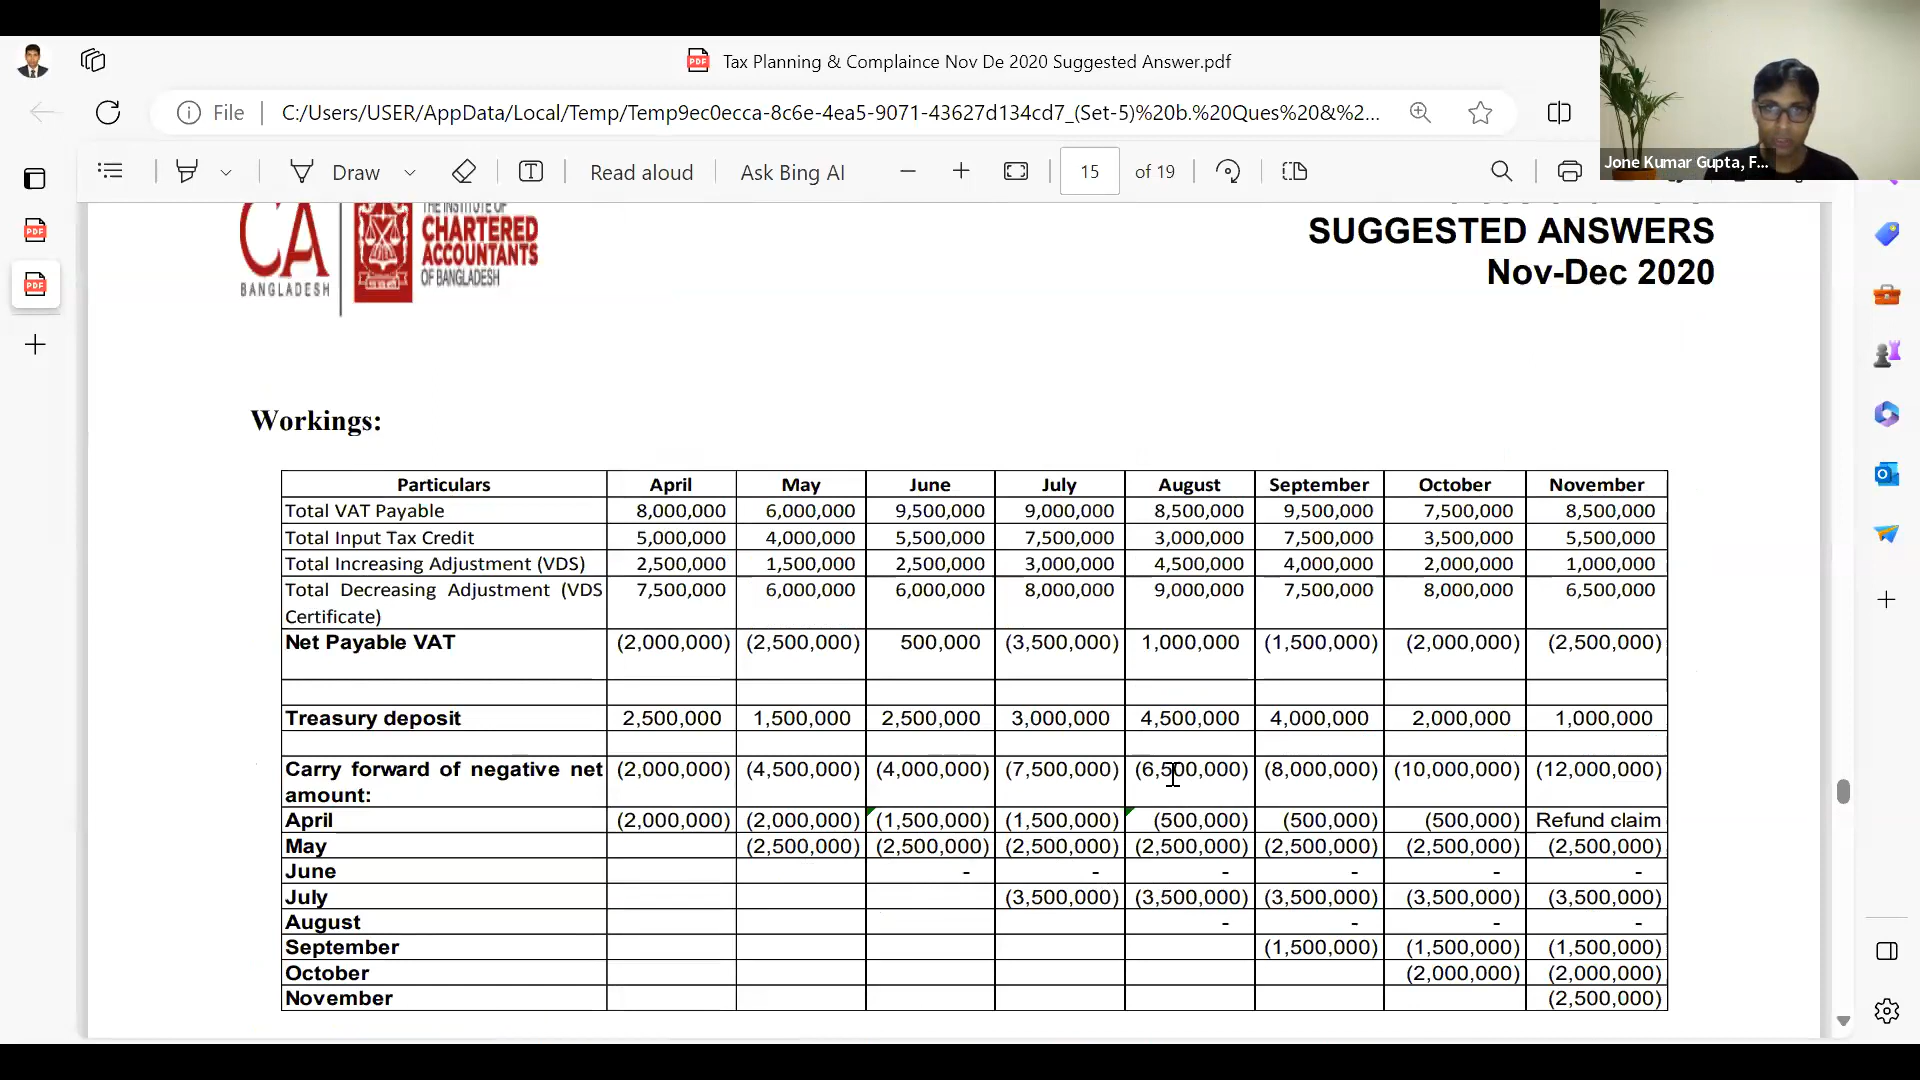 Tax Planning & Complaince Nov De 2020 Suggested Answer.pdf
File
C:/Users/USER/AppData/Local/Temp/Temp9ec0ecca-8c6e-4ea5-9071-43627d134cd7_(Set-5)%20b.%20Ques%20&%2...
Jone Kumar Gupta, F...
Draw
Read aloud
Ask Bing AI
15 of 19
CA
BANGLADESH
THE INSTITUTE OF
CHARTERED
ACCOUNTANTS
OF BANGLADESH
SUGGESTED ANSWERS
Nov-Dec 2020
Workings:
Particulars April May June July August September October November
Total VAT Payable 8,000,000 6,000,000 9,500,000 9,000,000 8,500,000 9,500,000 7,500,000 8,500,000
Total Input Tax Credit 5,000,000 4,000,000 5,500,000 7,500,000 3,000,000 7,500,000 3,500,000 5,500,000
Total Increasing Adjustment (VDS) 2,500,000 1,500,000 2,500,000 3,000,000 4,500,000 4,000,000 2,000,000 1,000,000
Total Decreasing Adjustment (VDS 7,500,000 6,000,000 6,000,000 8,000,000 9,000,000 7,500,000 8,000,000 6,500,000
Certificate)
Net Payable VAT (2,000,000) (2,500,000) 500,000 (3,500,000) 1,000,000 (1,500,000) (2,000,000) (2,500,000)
Treasury deposit 2,500,000 1,500,000 2,500,000 3,000,000 4,500,000 4,000,000 2,000,000 1,000,000
Carry forward of negative net (2,000,000) (4,500,000) (4,000,000) (7,500,000) (6,500,000) (8,000,000) (10,000,000) (12,000,000)
amount:
April (2,000,000) (2,000,000) (1,500,000) (1,500,000) (500,000) (500,000) (500,000) Refund claim
May (2,500,000) (2,500,000) (2,500,000) (2,500,000) (2,500,000) (2,500,000) (2,500,000)
June - - - - - -
July (3,500,000) (3,500,000) (3,500,000) (3,500,000) (3,500,000)
August - - - -
September (1,500,000) (1,500,000) (1,500,000)
October (2,000,000) (2,000,000)
November (2,500,000)